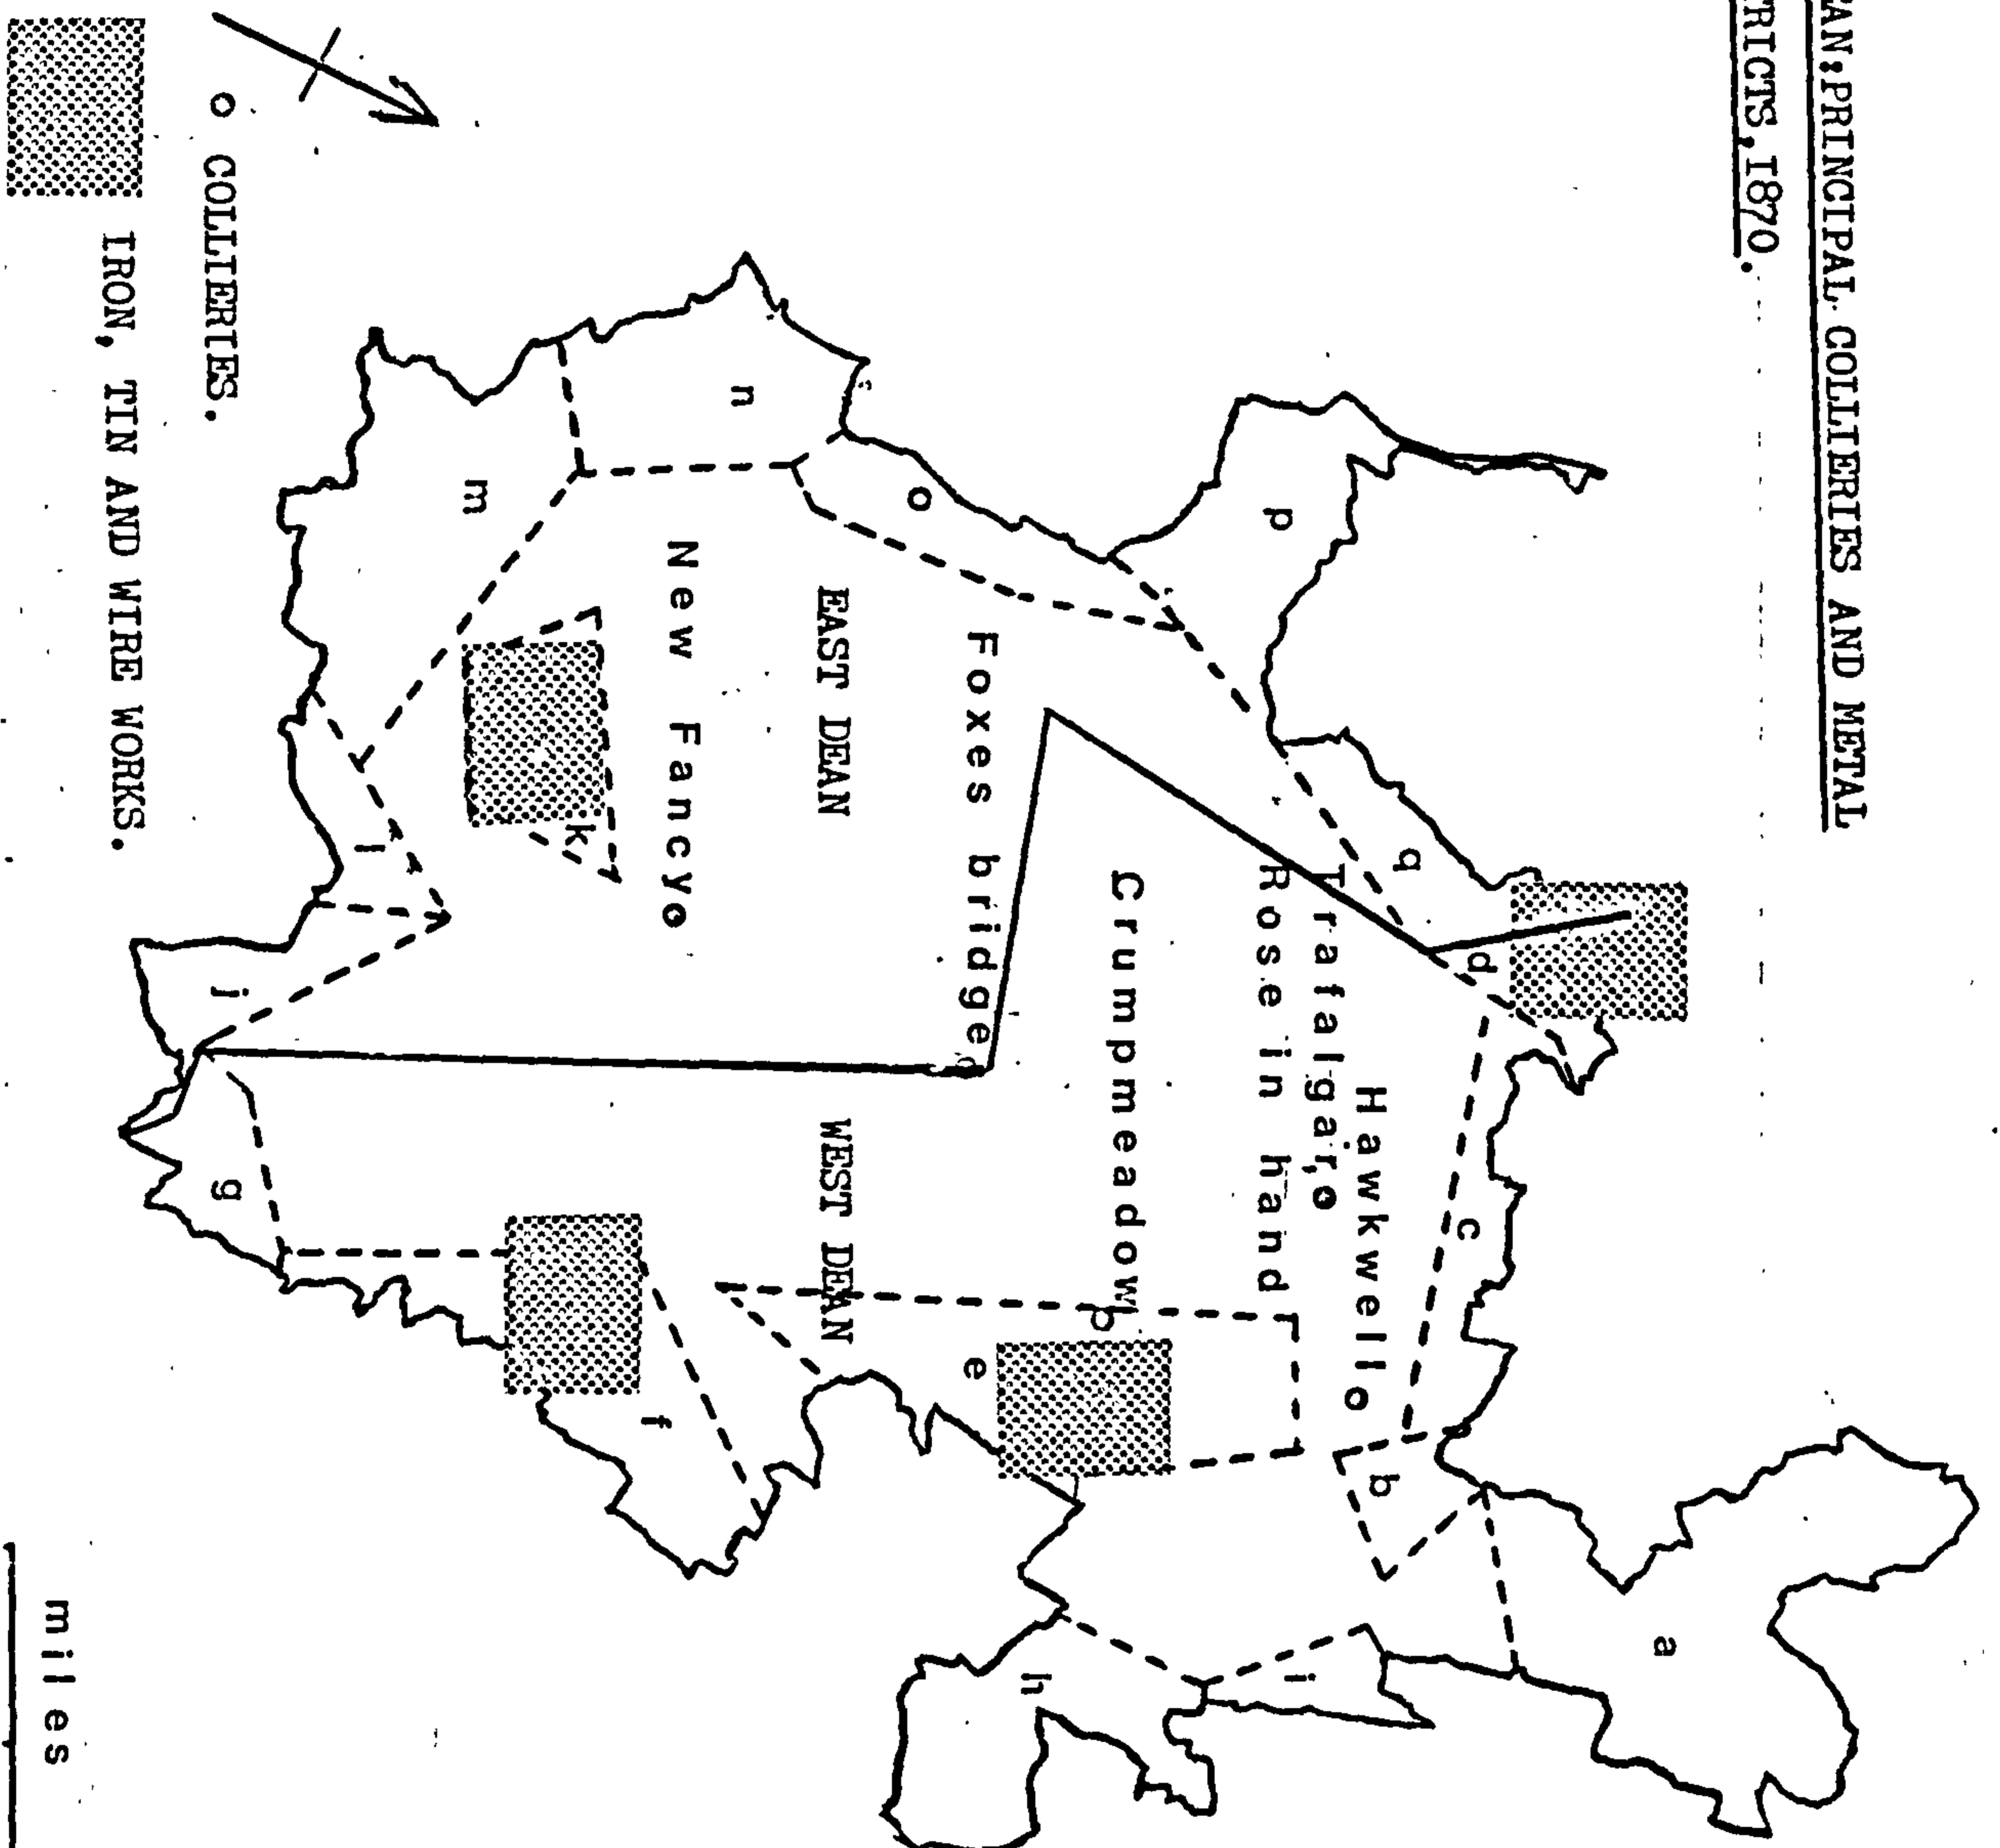 AN:PRINCIPAL COLLIERIES AND METAL
RICTS,I870.
a
b
c
Hawkwell
d
Trafalgar
q
Rose in hand
p
Crumpmeadow
e
h
i
Foxes bridge
o
EAST DEAN
WEST DEAN
n
New Fancy
f
k
m
l
g
j
o COLLIERIES.
IRON, TIN AND WIRE WORKS.
miles